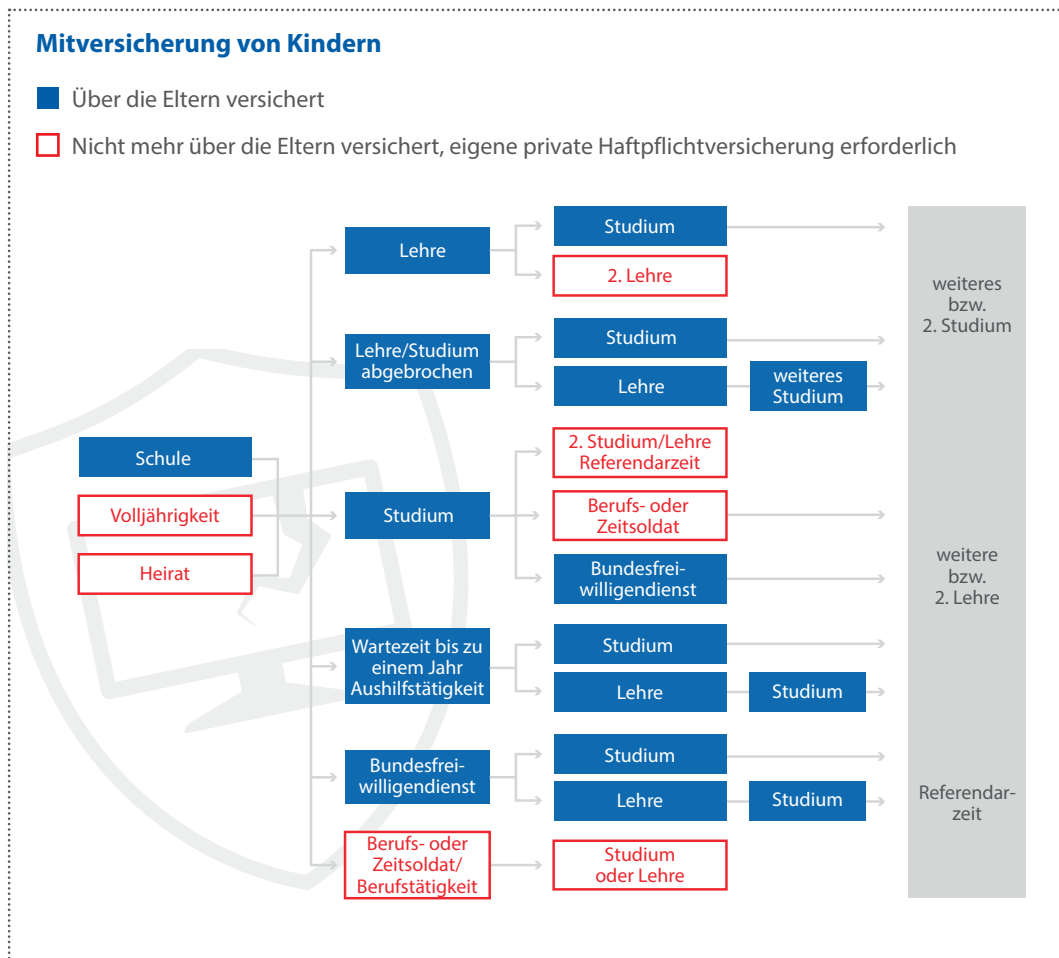 Mitversicherung von Kindern
Über die Eltern versichert
Nicht mehr über die Eltern versichert, eigene private Haftpflichtversicherung erforderlich
Schule
Volljährigkeit
Heirat
Lehre
Studium
2. Lehre
Lehre/Studium
abgebrochen
Studium
Lehre
weiteres
Studium
Studium
2. Studium/Lehre
Referendarzeit
Berufs- oder
Zeitsoldat
Bundesfrei-
willigendienst
Wartezeit bis zu
einem Jahr
Aushilfstätigkeit
Studium
Lehre
Studium
Bundesfrei-
willigendienst
Studium
Lehre
Studium
Berufs- oder
Zeitsoldat/
Berufstätigkeit
Studium
oder Lehre
weiteres
bzw.
2. Studium
weitere
bzw.
2. Lehre
Referendar-
zeit